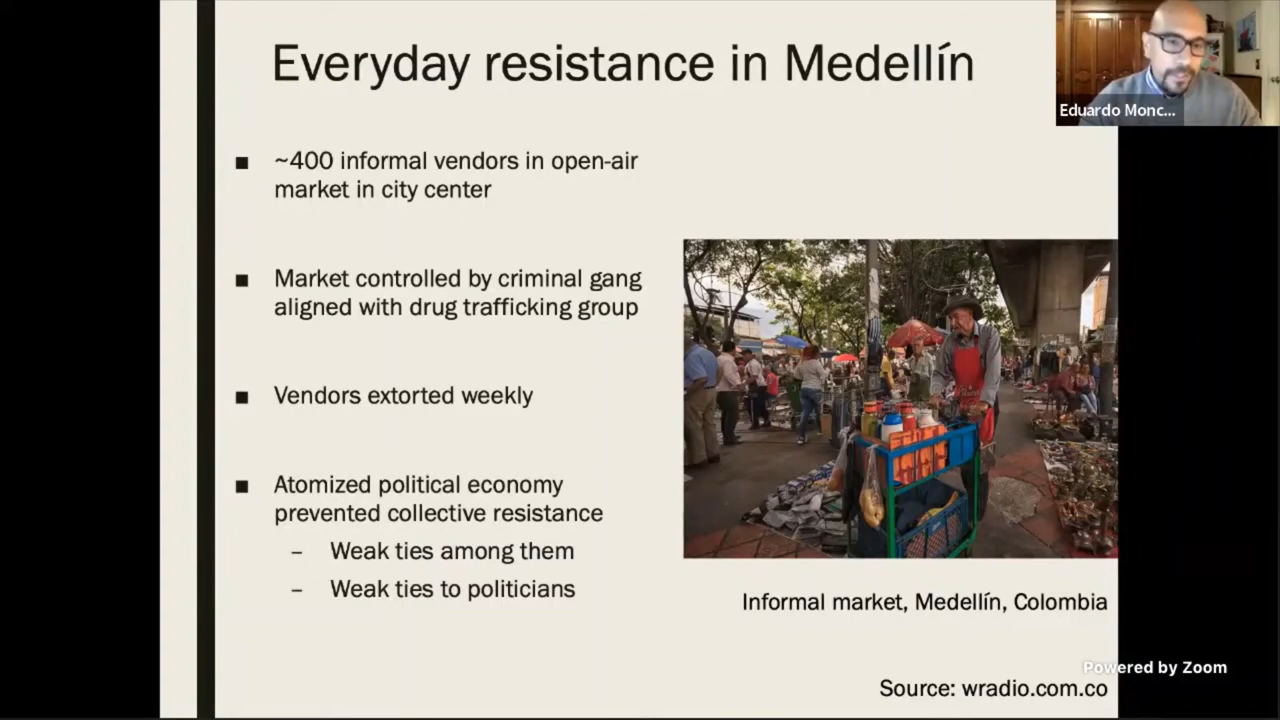 Everyday resistance in Medellín
Eduardo Monc...
■ ~400 informal vendors in open-air
market in city center
■ Market controlled by criminal gang
aligned with drug trafficking group
■ Vendors extorted weekly
■ Atomized political economy
prevented collective resistance
– Weak ties among them
– Weak ties to politicians
Informal market, Medellín, Colombia
Powered by Zoom
Source: wradio.com.co